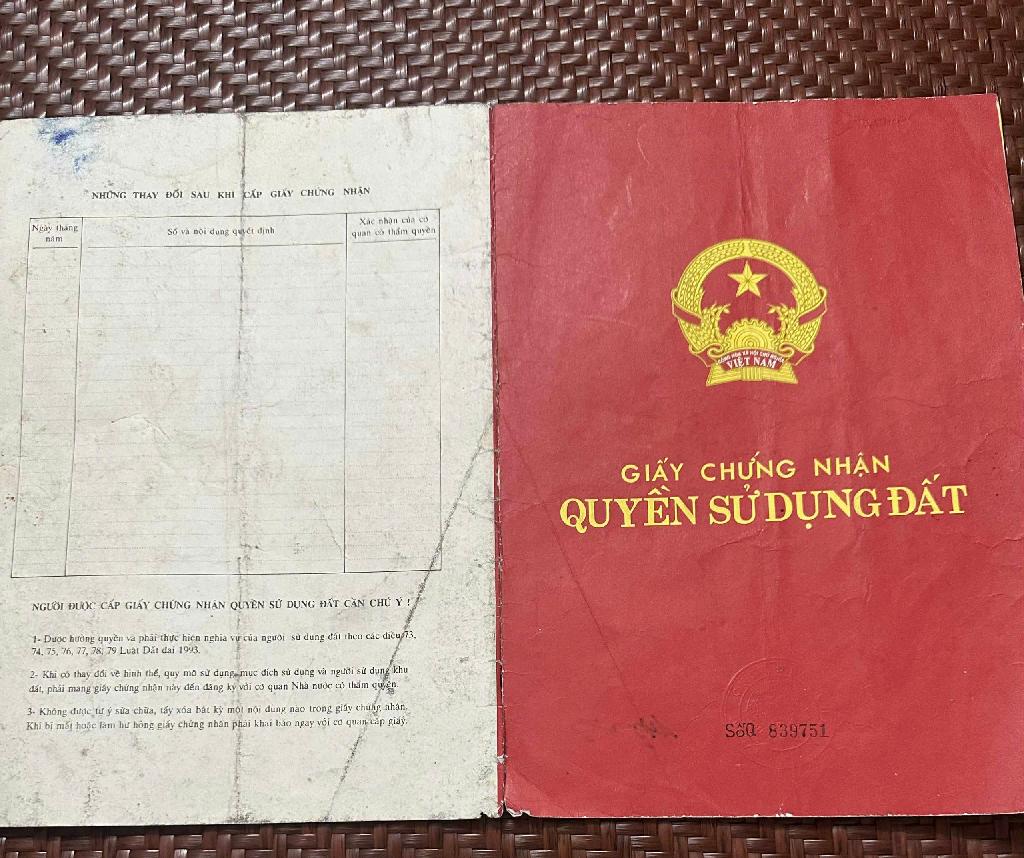 NHỮNG THAY ĐỔI SAU KHI CẤP GIẤY CHỨNG NHẬN
Ngày tháng năm
Số và nội dung quyết định
Xác nhận của cơ quan có thẩm quyền
NGƯỜI ĐƯỢC CẤP GIẤY CHỨNG NHẬN QUYỀN SỬ DỤNG ĐẤT CẦN CHÚ Ý !
1- Được hưởng quyền và phải thực hiện nghĩa vụ của người sử dụng đất theo các điều 73,
74, 75, 76, 77, 78, 79 Luật Đất đai 1993.
2- Khi có thay đổi về hình thể, quy mô sử dụng, mục đích sử dụng và người sử dụng khu
đất, phải mang giấy chứng nhận này đến đăng ký với cơ quan Nhà nước có thẩm quyền.
3- Không được tự ý sửa chữa, tẩy xóa bất kỳ một nội dung nào trong giấy chứng nhận.
Khi bị mất hoặc làm hư hỏng giấy chứng nhận phải khai báo ngay với cơ quan cấp giấy.
CỘNG HÒA XÃ HỘI CHỦ NGHĨA
VIỆT NAM
GIẤY CHỨNG NHẬN
QUYỀN SỬ DỤNG ĐẤT
SốQ 839751